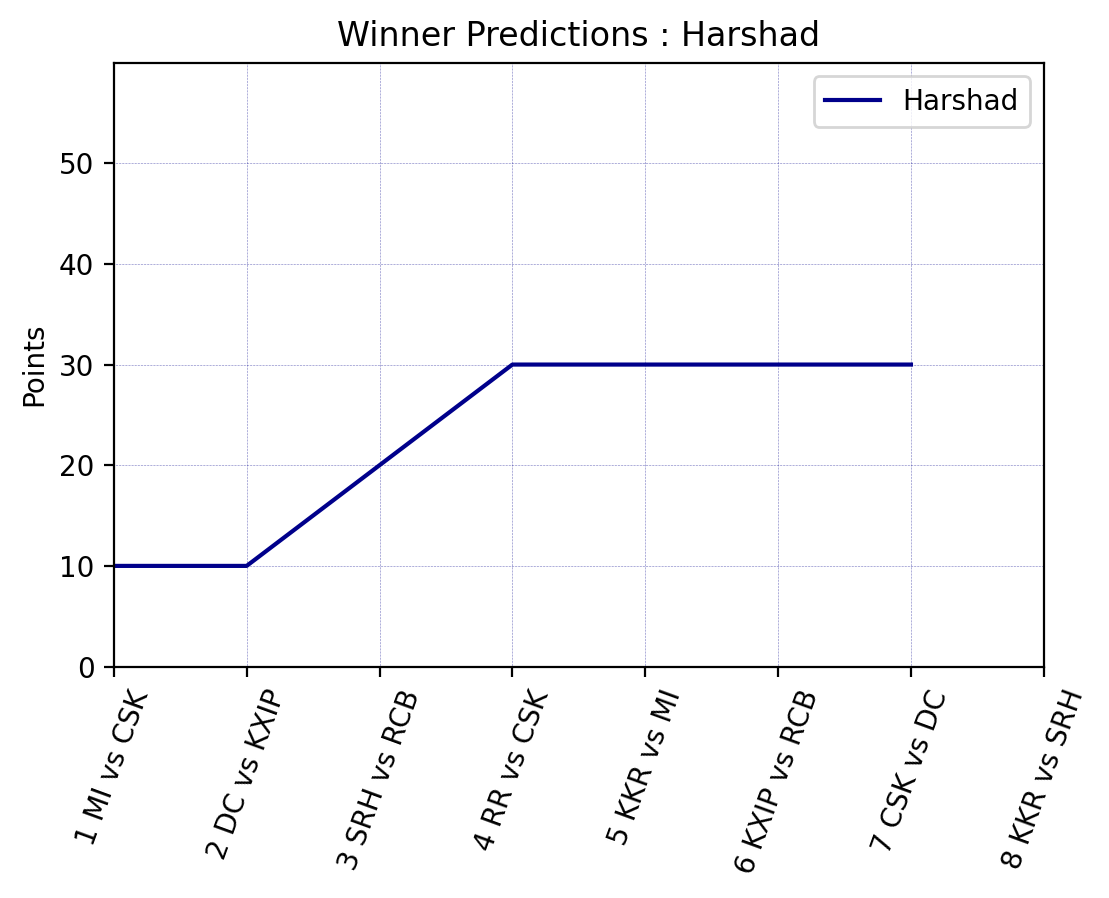 Winner Predictions : Harshad
Harshad
Points
50
40
30
20
10
0
1 MI vs CSK
2 DC vs KXIP
3 SRH vs RCB
4 RR vs CSK
5 KKR vs MI
6 KXIP vs RCB
7 CSK vs DC
8 KKR vs SRH